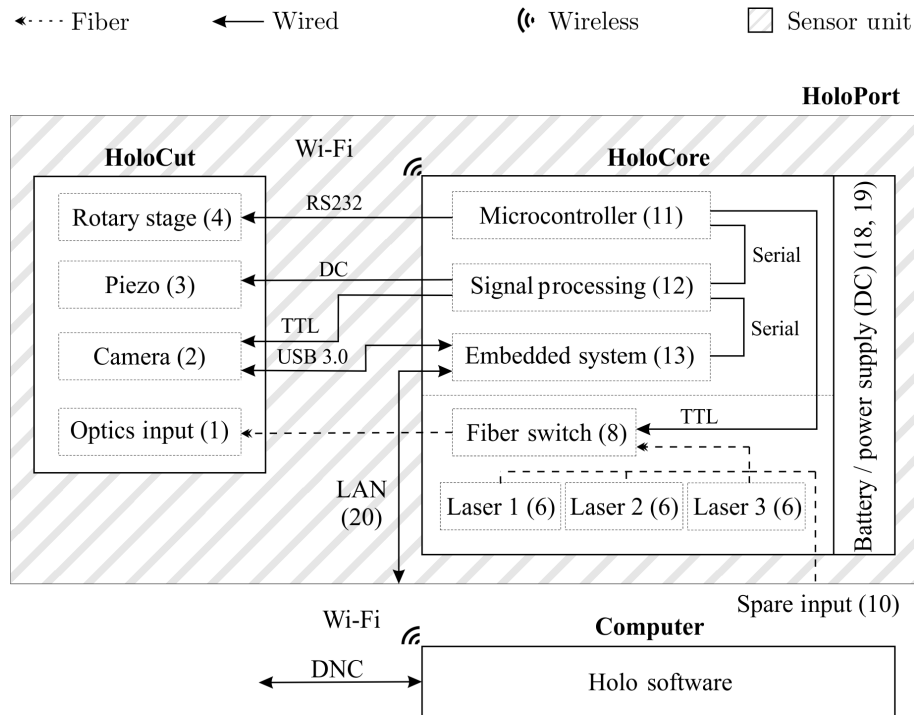 Fiber
Wired
Wireless
Sensor unit
HoloPort
HoloCut
Wi-Fi
HoloCore
Rotary stage (4)
RS232
Microcontroller (11)
Serial
Piezo (3)
DC
Signal processing (12)
TTL
Serial
Camera (2)
USB 3.0
Embedded system (13)
Optics input (1)
Fiber switch (8)
TTL
LAN
(20)
Laser 1 (6)
Laser 2 (6)
Laser 3 (6)
Battery / power supply (DC) (18, 19)
Spare input (10)
Wi-Fi
Computer
DNC
Holo software